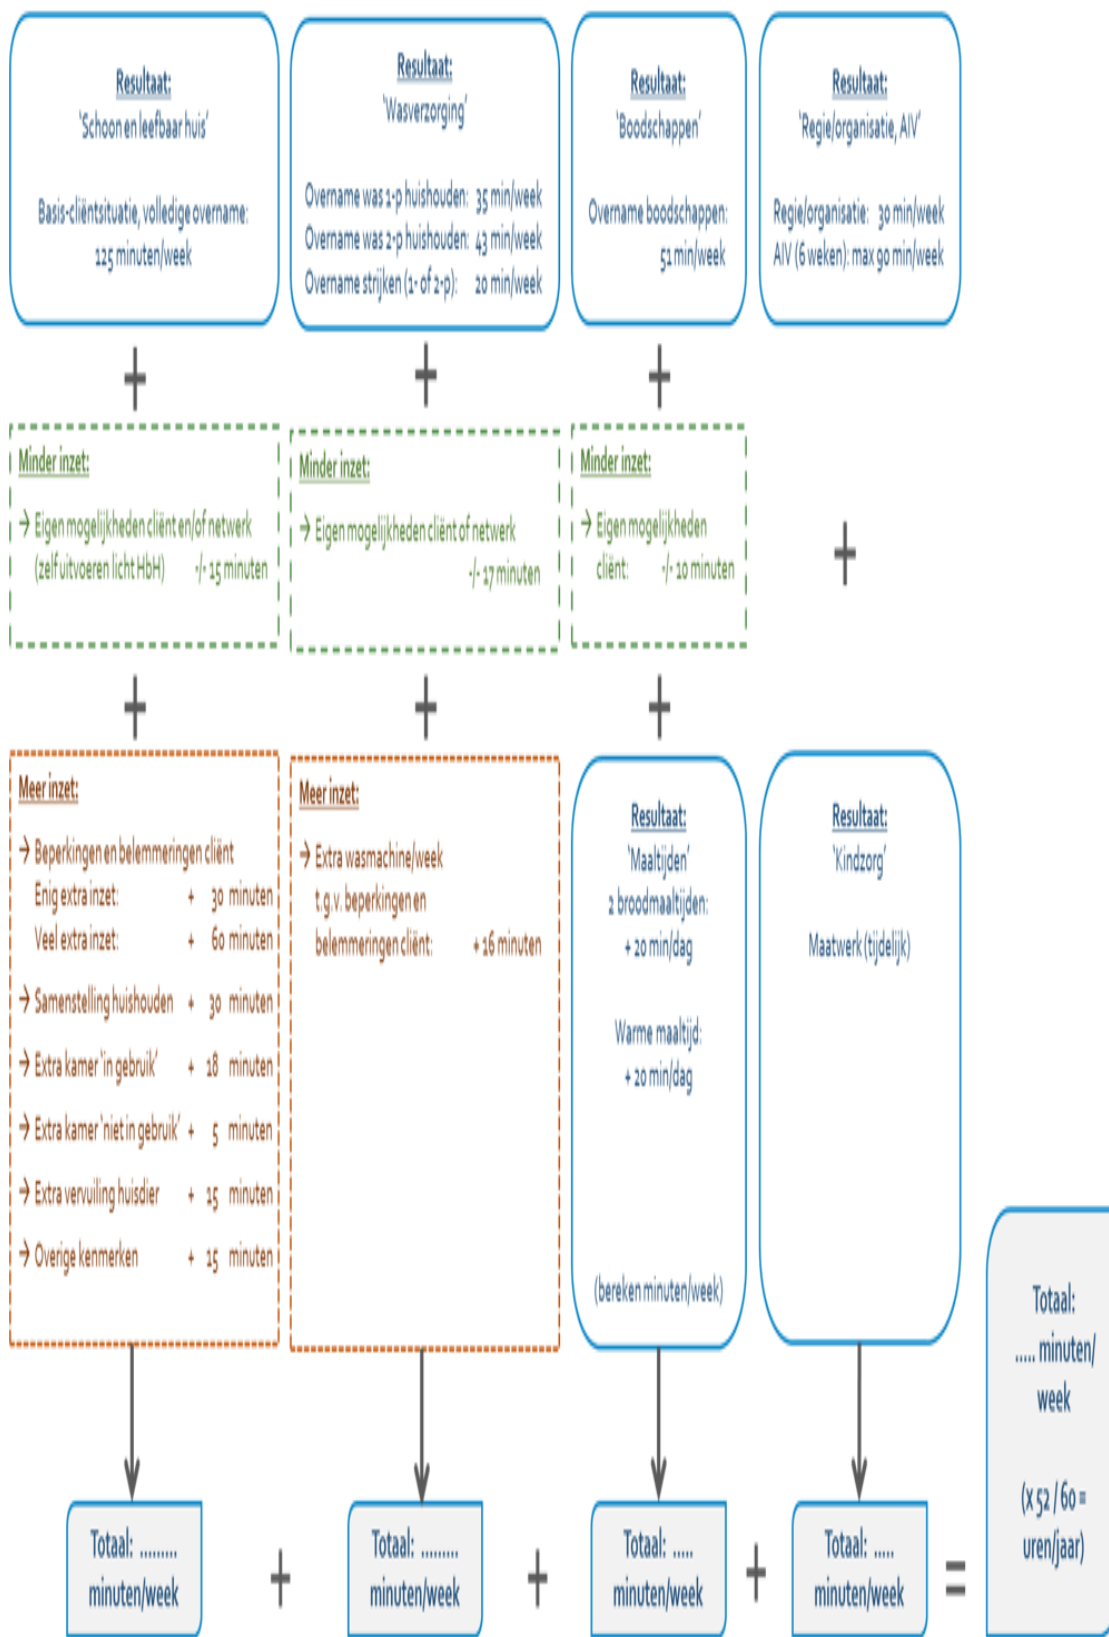 Resultaat:
'Schoon en leefbaar huis'
Basis-cliëntsituatie, volledige overname:
125 minuten/week
Resultaat:
'Wasverzorging'
Overname was 1-p huishouden: 35 min/week
Overname was 2-p huishouden: 43 min/week
Overname strijken (1- of 2-p): 20 min/week
Resultaat:
'Boodschappen'
Overname boodschappen:
51 min/week
Resultaat:
'Regie/organisatie, AIV'
Regie/organisatie: 30 min/week
AIV (6 weken): max 90 min/week
+
+
+
Minder inzet:
→ Eigen mogelijkheden cliënt en/of netwerk
(zelf uitvoeren licht HbH) -/- 15 minuten
Minder inzet:
→ Eigen mogelijkheden cliënt of netwerk
-/- 17 minuten
Minder inzet:
→ Eigen mogelijkheden
cliënt: -/- 10 minuten
+
+
+
+
Meer inzet:
→ Beperkingen en belemmeringen cliënt
Enig extra inzet: + 30 minuten
Veel extra inzet: + 60 minuten
→ Samenstelling huishouden + 30 minuten
→ Extra kamer 'in gebruik' + 18 minuten
→ Extra kamer 'niet in gebruik' + 5 minuten
→ Extra vervuiling huisdier + 15 minuten
→ Overige kenmerken + 15 minuten
Meer inzet:
→ Extra wasmachine/week
t.g.v. beperkingen en
belemmeringen cliënt: + 16 minuten
Resultaat:
'Maaltijden'
2 broodmaaltijden:
+ 20 min/dag
Warme maaltijd:
+ 20 min/dag
(bereken minuten/week)
Resultaat:
'Kindzorg'
Maatwerk (tijdelijk)
Totaal: .........
minuten/week
+
Totaal: .........
minuten/week
+
Totaal: .....
minuten/week
+
Totaal: .....
minuten/week
=
Totaal:
..... minuten/
week
(x 52 / 60 =
uren/jaar)